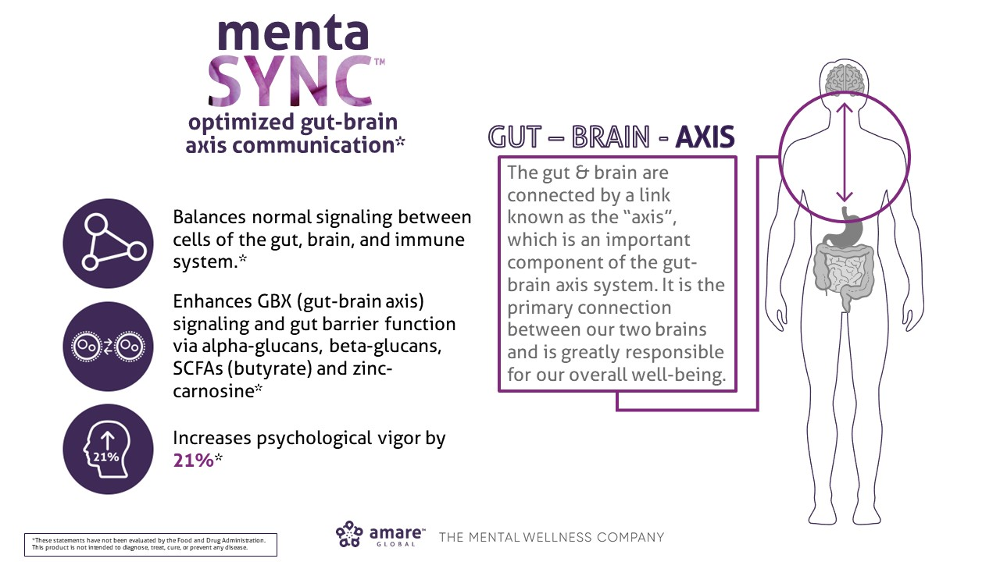 menta
SYNC™
optimized gut-brain
axis communication*
Balances normal signaling between
cells of the gut, brain, and immune
system.*
Enhances GBX (gut-brain axis)
signaling and gut barrier function
via alpha-glucans, beta-glucans,
SCFAs (butyrate) and zinc-
carnosine*
21%
Increases psychological vigor by
21%*
GUT – BRAIN - AXIS
The gut & brain are
connected by a link
known as the “axis”,
which is an important
component of the gut-
brain axis system. It is the
primary connection
between our two brains
and is greatly responsible
for our overall well-being.
*These statements have not been evaluated by the Food and Drug Administration.
This product is not intended to diagnose, treat, cure, or prevent any disease.
amare™
GLOBAL
THE MENTAL WELLNESS COMPANY